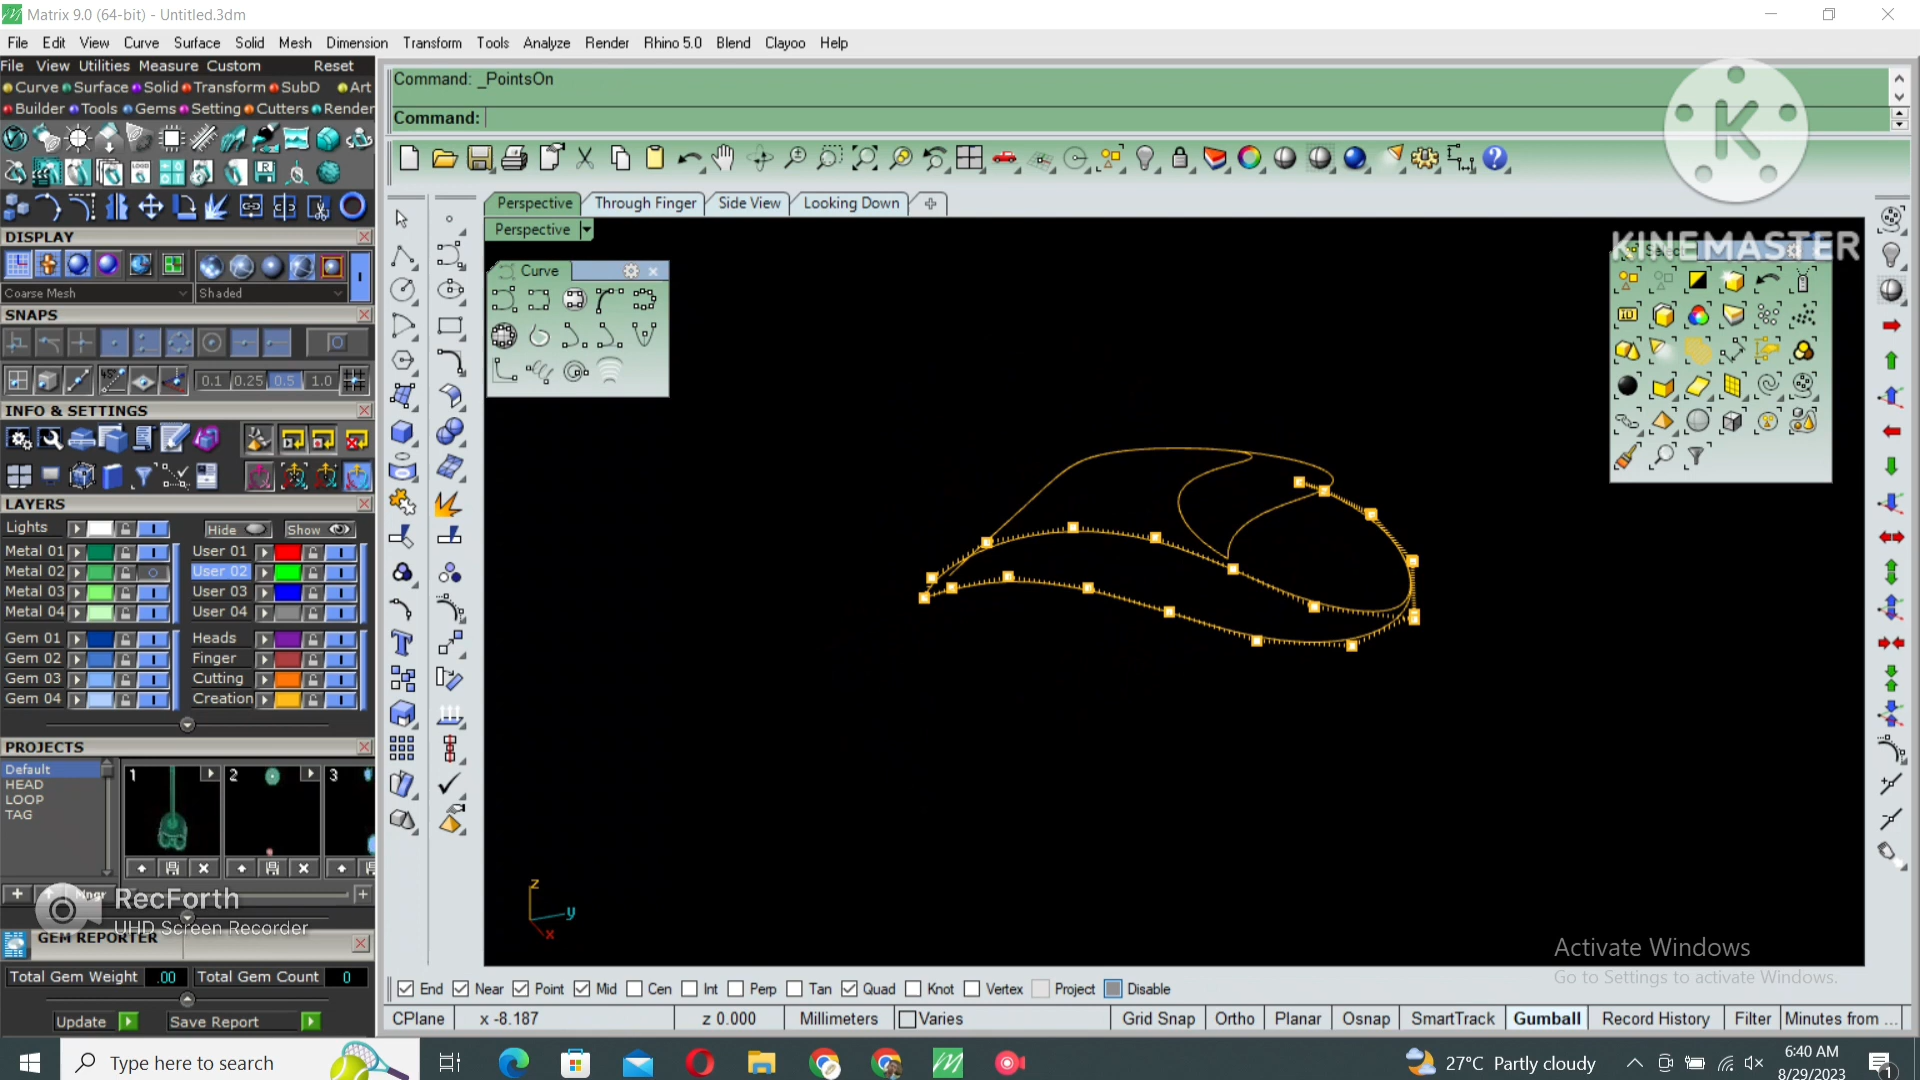 Matrix 9.0 (64-bit) - Untitled.3dm
File Edit View Curve Surface Solid Mesh Dimension Transform Tools Analyze Render Rhino 5.0 Blend Clayoo Help
File View Utilities Measure Custom Reset
Curve Surface Solid Transform SubD Art
Builder Tools Gems Setting Cutters Render
Command: _PointsOn
Command:
K
KINEMASTER
Perspective Through Finger Side View Looking Down
Perspective
Curve
DISPLAY
Coarse Mesh Shaded
SNAPS
0.1 0.25 0.5 1.0
INFO & SETTINGS
LAYERS
Lights Hide Show
Metal 01 User 01
Metal 02 User 02
Metal 03 User 03
Metal 04 User 04
Gem 01 Heads
Gem 02 Finger
Gem 03 Cutting
Gem 04 Creation
PROJECTS
Default
HEAD
LOOP
TAG
1 2 3
Mngr
RecForth
UHD Screen Recorder
GEM REPORTER
Total Gem Weight .00 Total Gem Count 0
Update Save Report
z
y
x
Activate Windows
Go to Settings to activate Windows.
End Near Point Mid Cen Int Perp Tan Quad Knot Vertex Project Disable
CPlane x -8.187 z 0.000 Millimeters Varies Grid Snap Ortho Planar Osnap SmartTrack Gumball Record History Filter Minutes from ...
Type here to search
27°C Partly cloudy
6:40 AM
8/29/2023
1